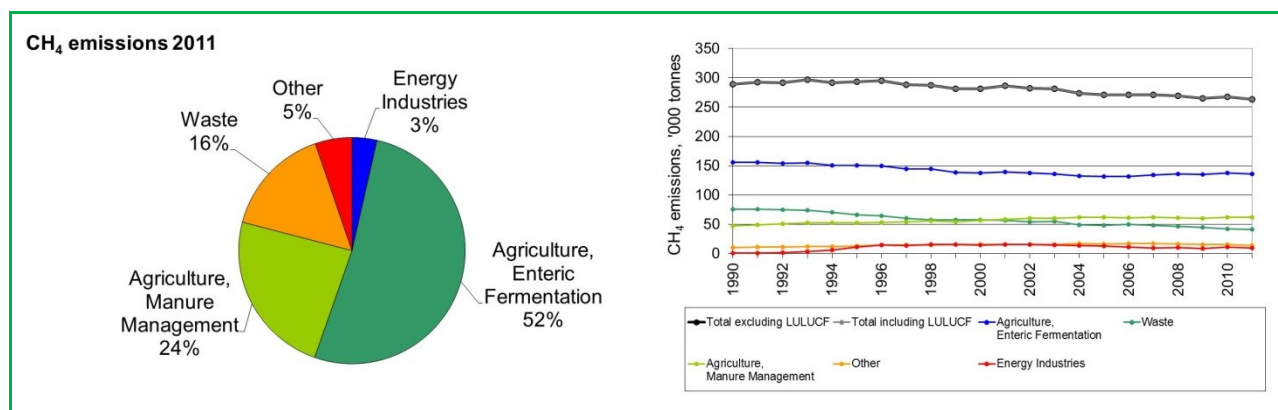 CH₄ emissions 2011
Energy
Industries
3%
Other
5%
Waste
16%
Agriculture,
Enteric
Fermentation
52%
Agriculture,
Manure
Management
24%
CH₄ emissions, '000 tonnes
350
300
250
200
150
100
50
0
1990
1992
1994
1996
1998
2000
2002
2004
2006
2008
2010
Total excluding LULUCF
Total including LULUCF
Agriculture,
Enteric Fermentation
Waste
Agriculture,
Manure Management
Other
Energy Industries